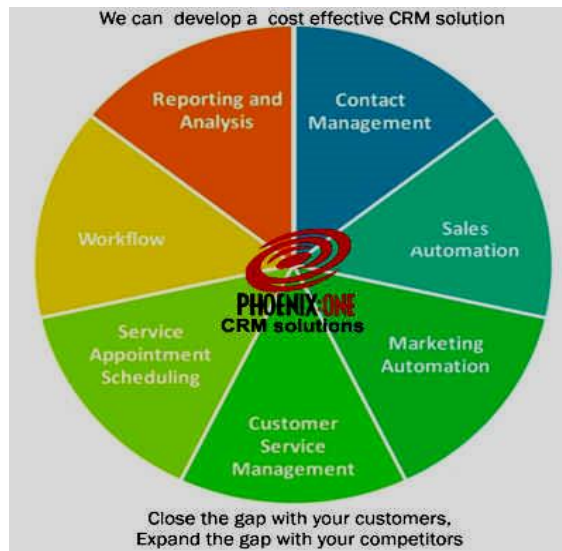 We can develop a cost effective CRM solution
Reporting and
Analysis
Contact
Management
Workflow
Sales
Automation
PHOENIX-ONE
CRM solutions
Service
Appointment
Scheduling
Marketing
Automation
Customer
Service
Management
Close the gap with your customers,
Expand the gap with your competitors